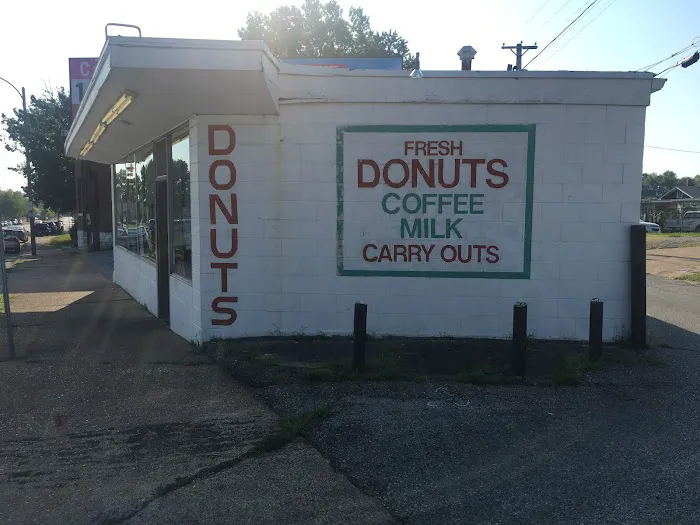 DONUTS
FRESH
DONUTS
COFFEE
MILK
CARRY OUTS